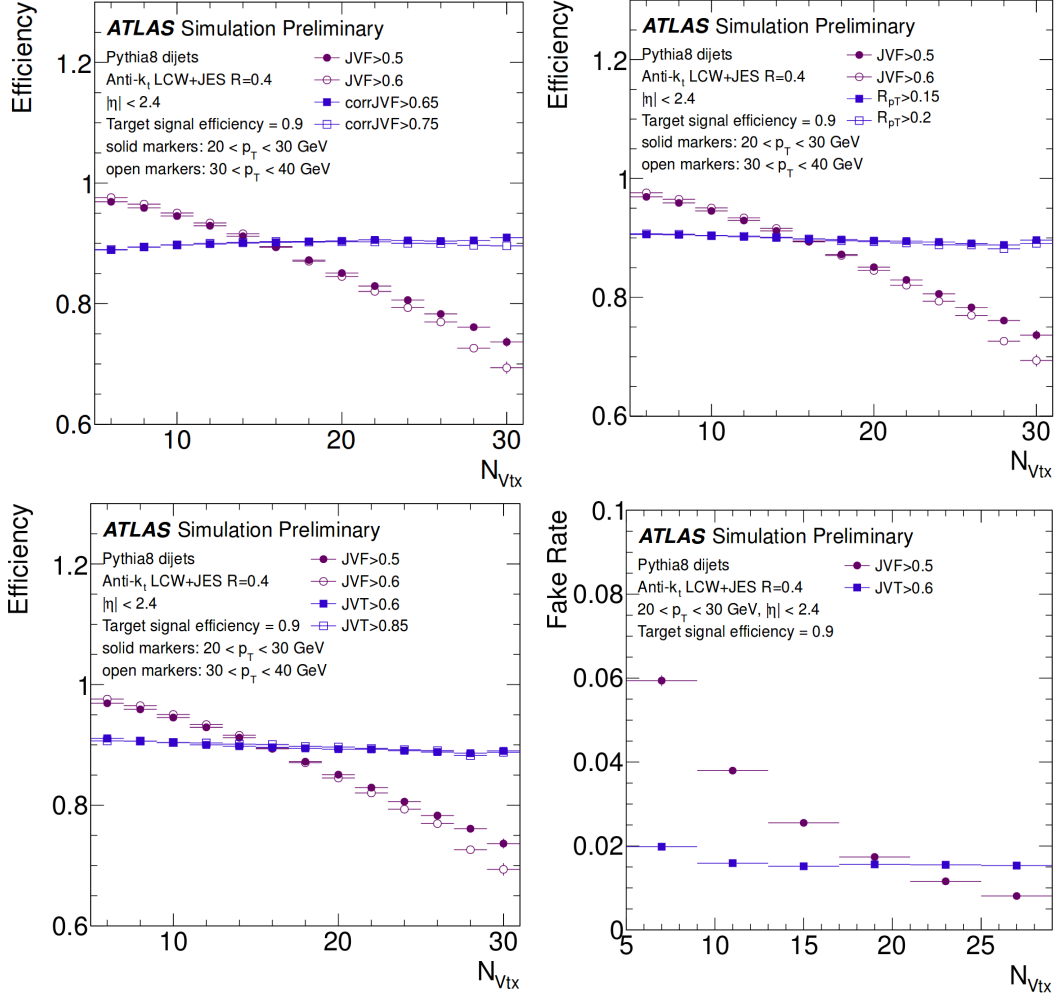 ATLAS Simulation Preliminary
Pythia8 dijets
Anti-kt LCW+JES R=0.4
|η| < 2.4
Target signal efficiency = 0.9
solid markers: 20 < pT < 30 GeV
open markers: 30 < pT < 40 GeV
JVF>0.5
JVF>0.6
corrJVF>0.65
corrJVF>0.75
Efficiency
1.2
1
0.8
0.6
10 20 30
NVtx
ATLAS Simulation Preliminary
Pythia8 dijets
Anti-kt LCW+JES R=0.4
|η| < 2.4
Target signal efficiency = 0.9
solid markers: 20 < pT < 30 GeV
open markers: 30 < pT < 40 GeV
JVF>0.5
JVF>0.6
RpT>0.15
RpT>0.2
Efficiency
1.2
1
0.8
0.6
10 20 30
NVtx
ATLAS Simulation Preliminary
Pythia8 dijets
Anti-kt LCW+JES R=0.4
|η| < 2.4
Target signal efficiency = 0.9
solid markers: 20 < pT < 30 GeV
open markers: 30 < pT < 40 GeV
JVF>0.5
JVF>0.6
JVT>0.6
JVT>0.85
Efficiency
1.2
1
0.8
0.6
10 20 30
NVtx
ATLAS Simulation Preliminary
Pythia8 dijets
Anti-kt LCW+JES R=0.4
20 < pT < 30 GeV, |η| < 2.4
Target signal efficiency = 0.9
JVF>0.5
JVT>0.6
Fake Rate
0.1
0.08
0.06
0.04
0.02
0
5 10 15 20 25
NVtx